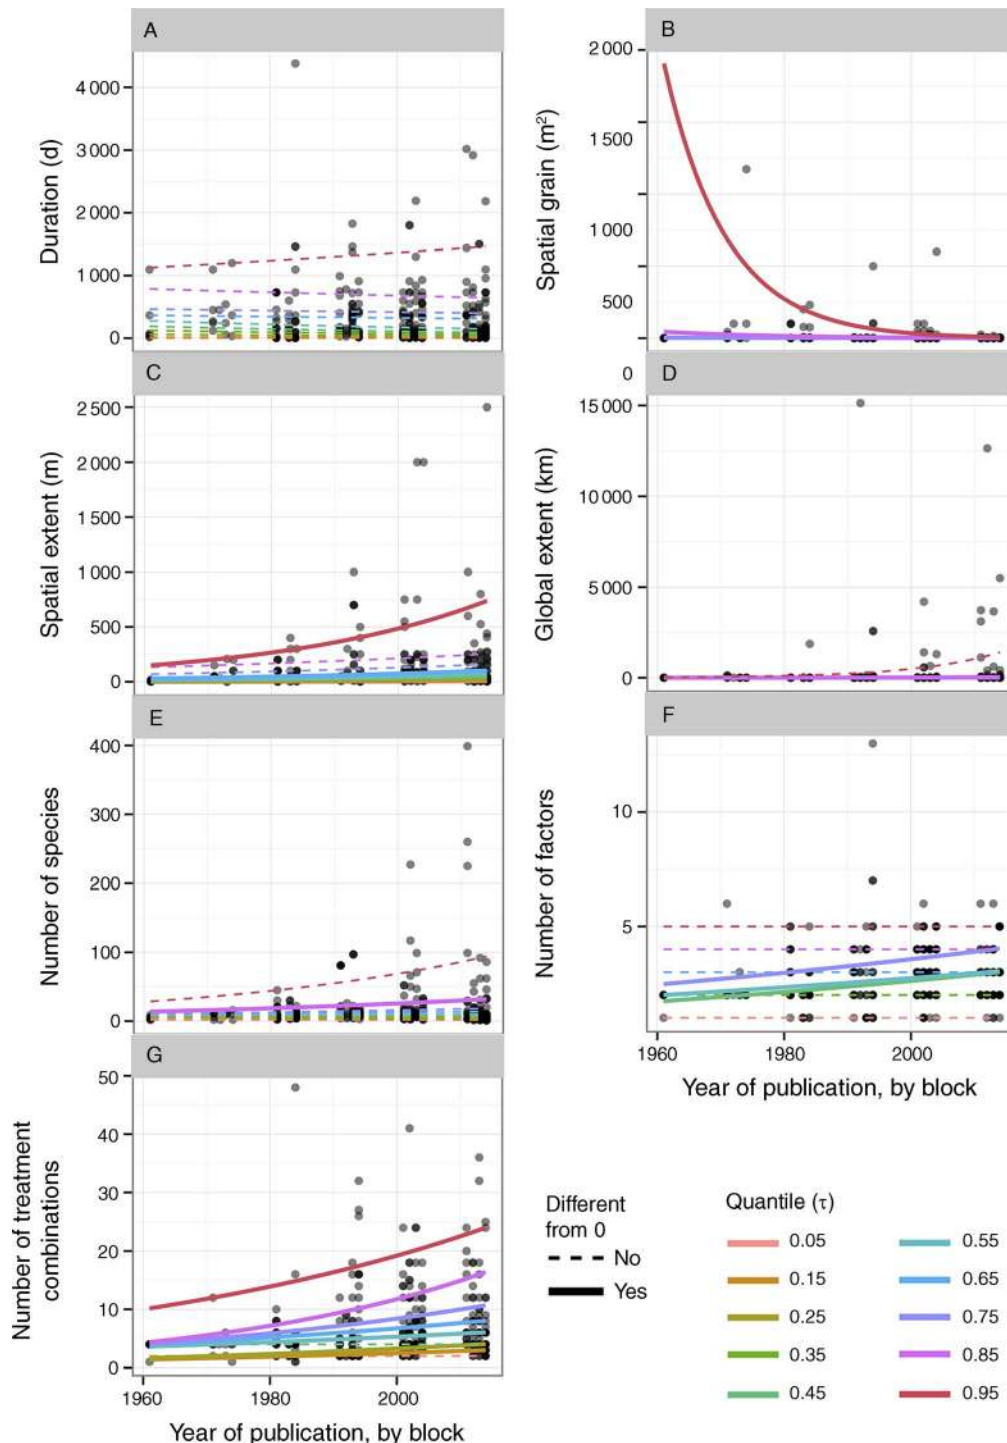 A
B
4 000
3 000
2 000
1 000
0
Duration (d)
2 000
1 500
1 000
500
0
Spatial grain (m²)
C
D
2 500
2 000
1 500
1 000
500
0
Spatial extent (m)
15 000
10 000
5 000
0
Global extent (km)
E
F
400
300
200
100
0
Number of species
10
5
Number of factors
1960
1980
2000
Year of publication, by block
G
50
40
30
20
10
0
Number of treatment
combinations
1960
1980
2000
Year of publication, by block
Different
from 0
No
Yes
Quantile (τ)
0.05
0.15
0.25
0.35
0.45
0.55
0.65
0.75
0.85
0.95